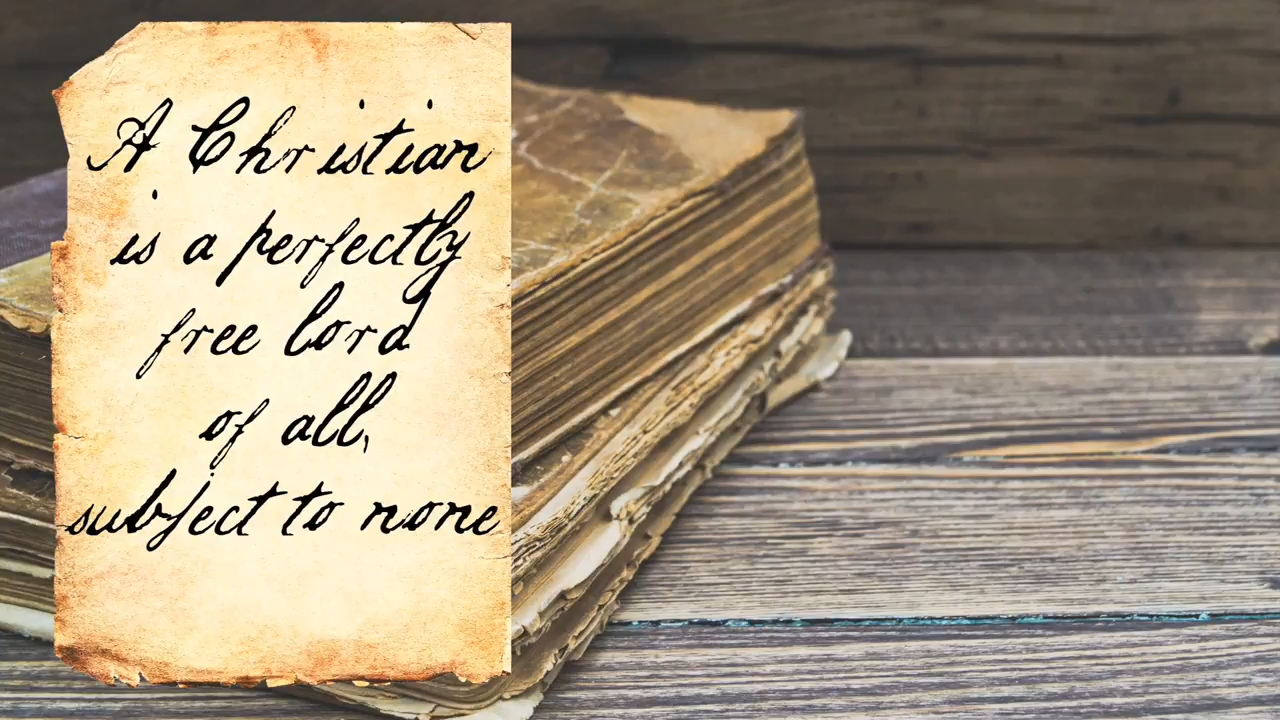 A Christian
is a perfectly
free lord
of all,
subject to none